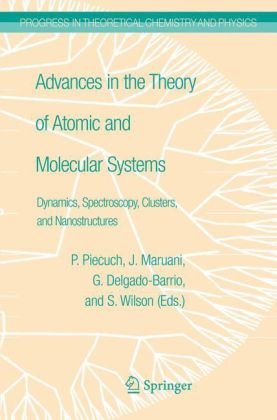 PROGRESS IN THEORETICAL CHEMISTRY AND PHYSICS
Advances in the Theory
of Atomic and
Molecular Systems
Dynamics, Spectroscopy, Clusters,
and Nanostructures
P. Piecuch, J. Maruani,
G. Delgado-Barrio,
and S. Wilson (Eds.)
Springer